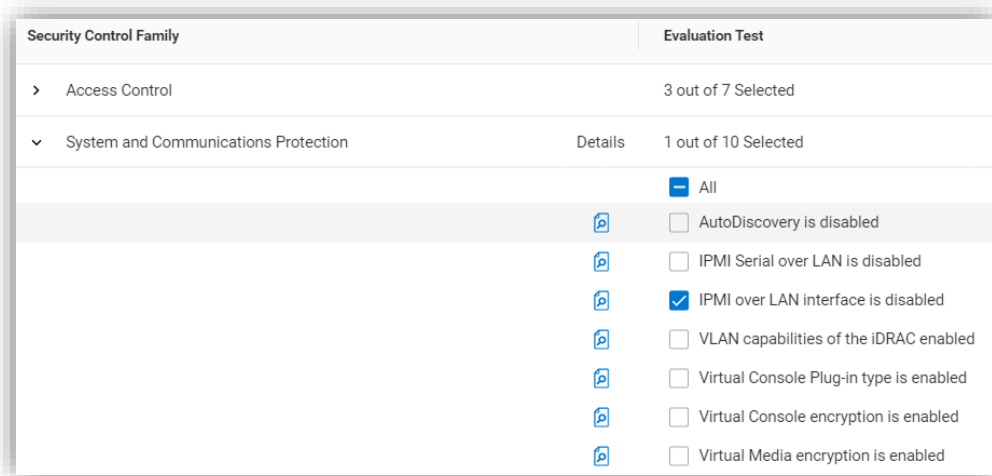 Security Control Family Evaluation Test
Access Control 3 out of 7 Selected
System and Communications Protection Details 1 out of 10 Selected
All
AutoDiscovery is disabled
IPMI Serial over LAN is disabled
IPMI over LAN interface is disabled
VLAN capabilities of the iDRAC enabled
Virtual Console Plug-in type is enabled
Virtual Console encryption is enabled
Virtual Media encryption is enabled